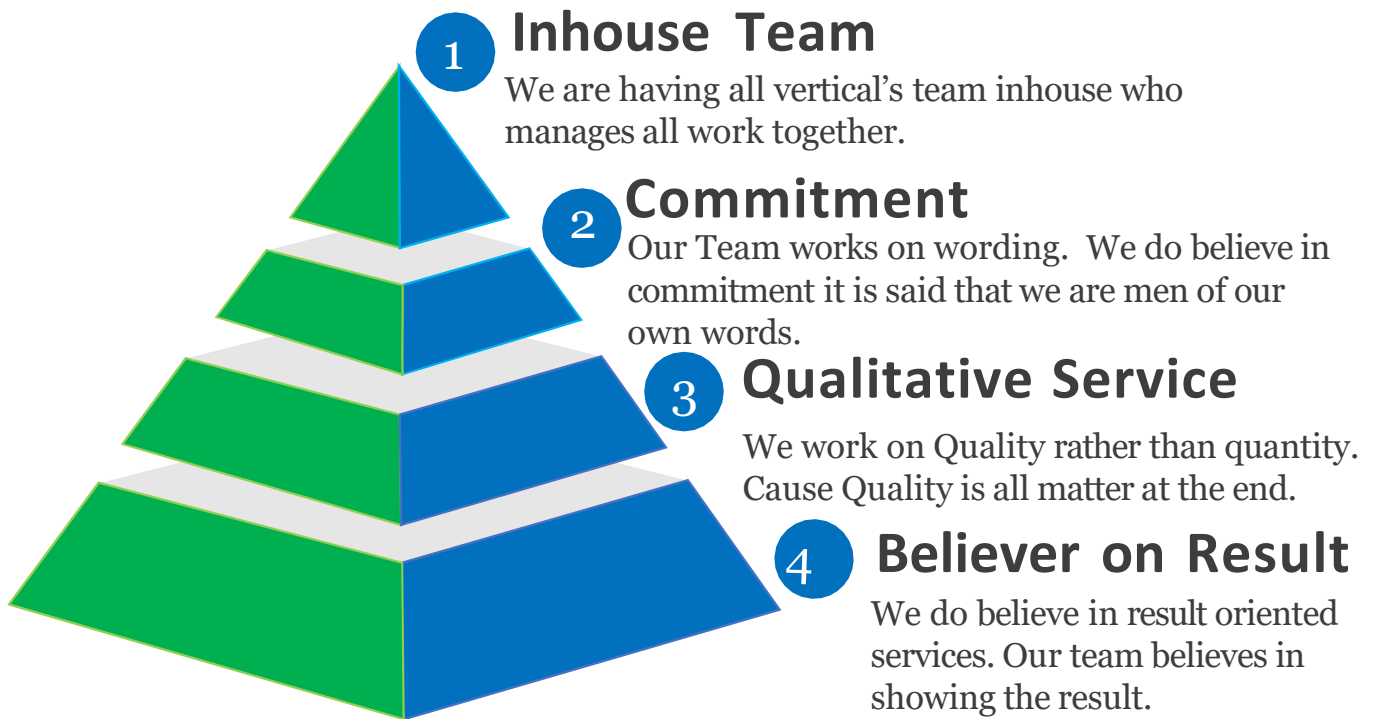 1
Inhouse Team
We are having all vertical's team inhouse who
manages all work together.
2
Commitment
Our Team works on wording.  We do believe in
commitment it is said that we are men of our
own words.
3
Qualitative Service
We work on Quality rather than quantity.
Cause Quality is all matter at the end.
4
Believer on Result
We do believe in result oriented
services. Our team believes in
showing the result.